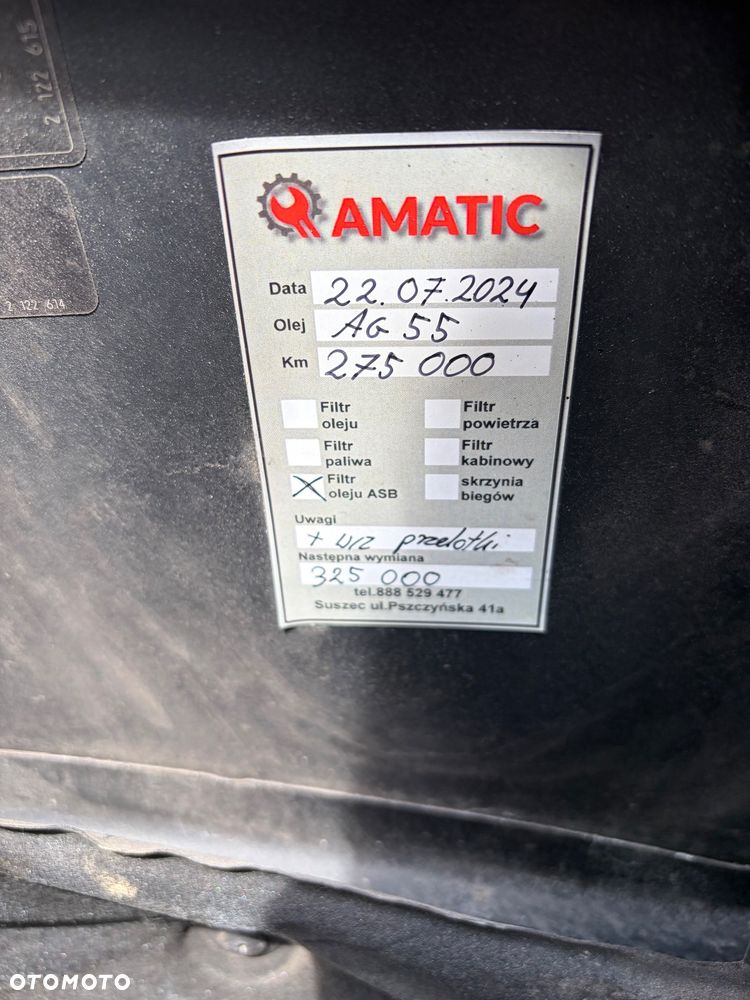 2 122 615
2 122 614
AMATIC
Data 22.07.2024
Olej AG 55
Km 275 000
Filtr oleju
Filtr powietrza
Filtr paliwa
Filtr kabinowy
Filtr oleju ASB
skrzynia biegów
Uwagi
+ wyz przelotki
Następna wymiana
325 000
tel.888 529 477
Suszec ul.Pszczyńska 41a
OTOMOTO